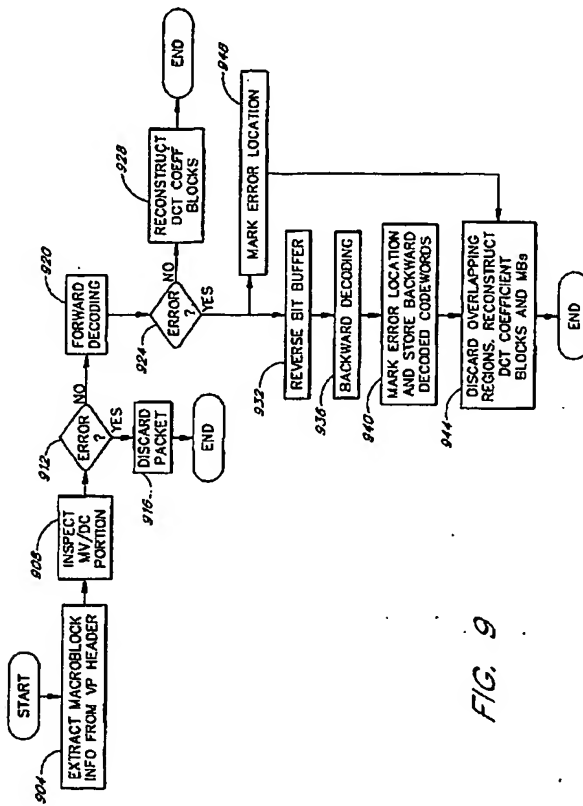 START
904
EXTRACT MACROBLOCK
INFO FROM VP HEADER
908
INSPECT
MV/DC
PORTION
912
ERROR
?
YES
NO
916
DISCARD
PACKET
END
920
FORWARD
DECODING
924
ERROR
?
NO
YES
928
RECONSTRUCT
DCT COEFF
BLOCKS
END
948
MARK ERROR LOCATION
932
REVERSE BIT BUFFER
936
BACKWARD DECODING
940
MARK ERROR LOCATION
AND STORE BACKWARD
DECODED CODEWORDS
944
DISCARD OVERLAPPING
REGIONS, RECONSTRUCT
DCT COEFFICIENT
BLOCKS AND MBs
END
FIG. 9